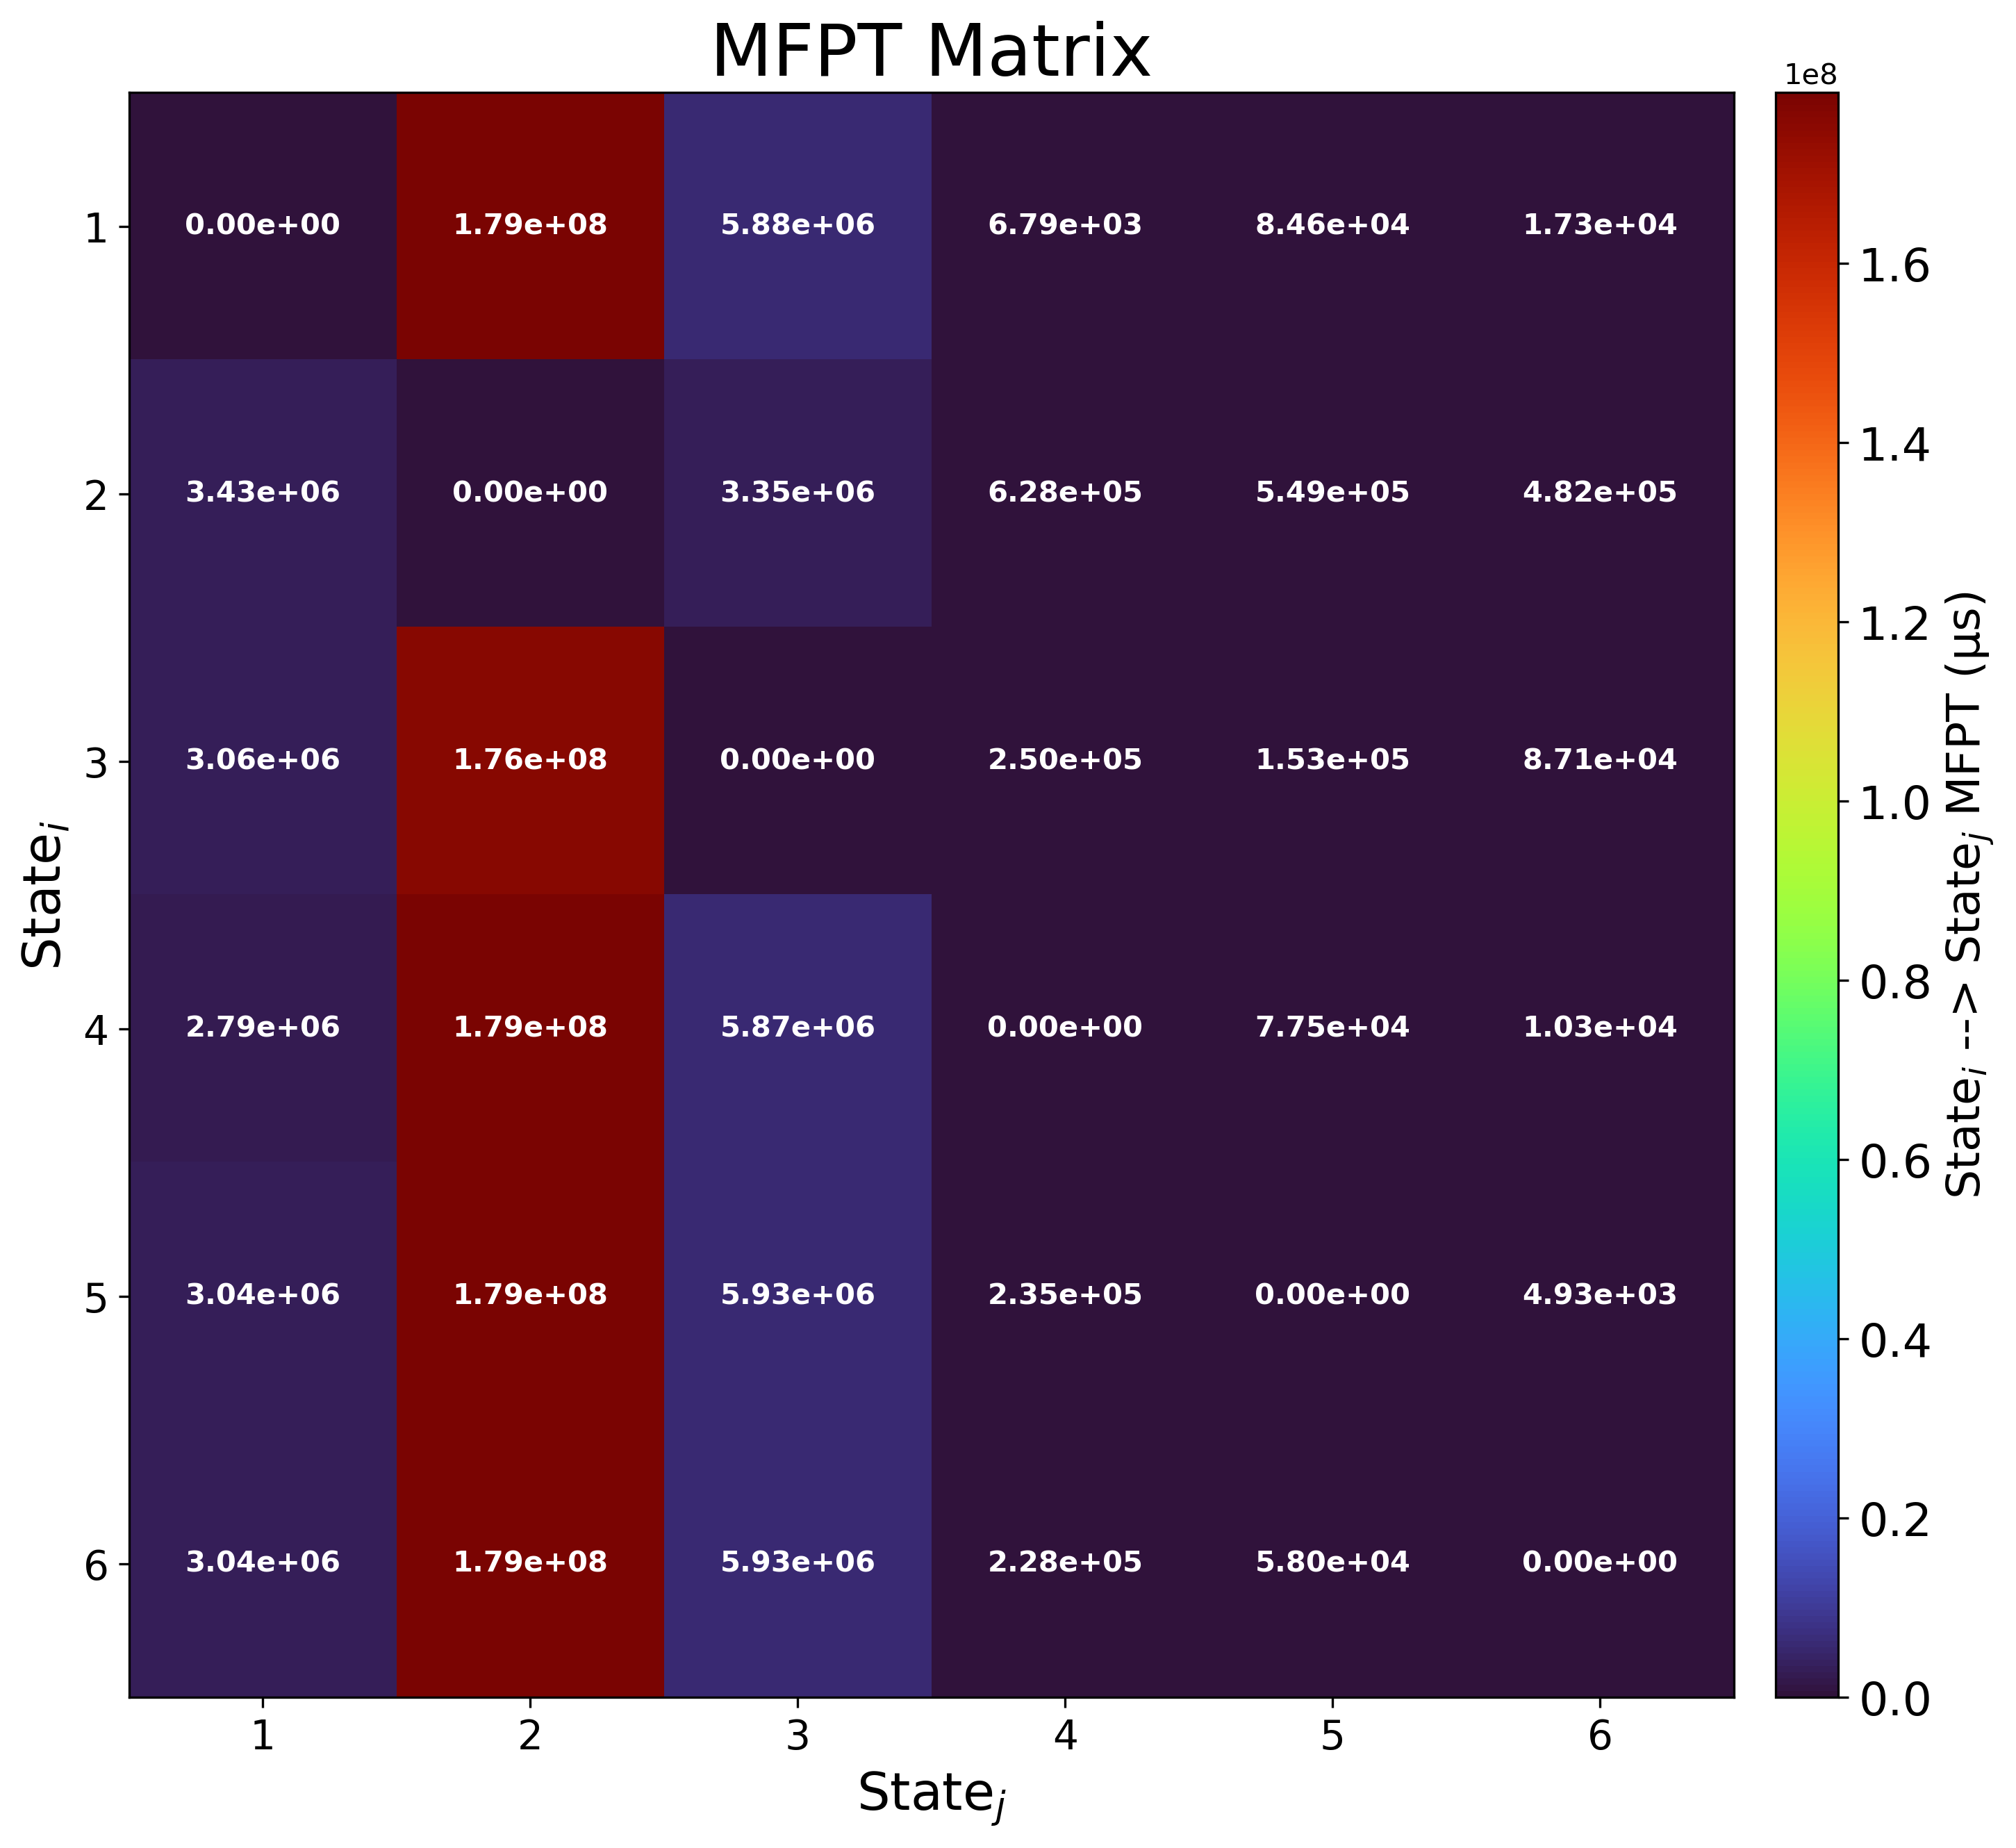 MFPT Matrix
1e8
1 0.00e+00 1.79e+08 5.88e+06 6.79e+03 8.46e+04 1.73e+04
2 3.43e+06 0.00e+00 3.35e+06 6.28e+05 5.49e+05 4.82e+05
3 3.06e+06 1.76e+08 0.00e+00 2.50e+05 1.53e+05 8.71e+04
4 2.79e+06 1.79e+08 5.87e+06 0.00e+00 7.75e+04 1.03e+04
5 3.04e+06 1.79e+08 5.93e+06 2.35e+05 0.00e+00 4.93e+03
6 3.04e+06 1.79e+08 5.93e+06 2.28e+05 5.80e+04 0.00e+00
1 2 3 4 5 6
State_j
State_i
1.6
1.4
1.2
1.0
0.8
0.6
0.4
0.2
0.0
State_i --> State_j MFPT (μs)